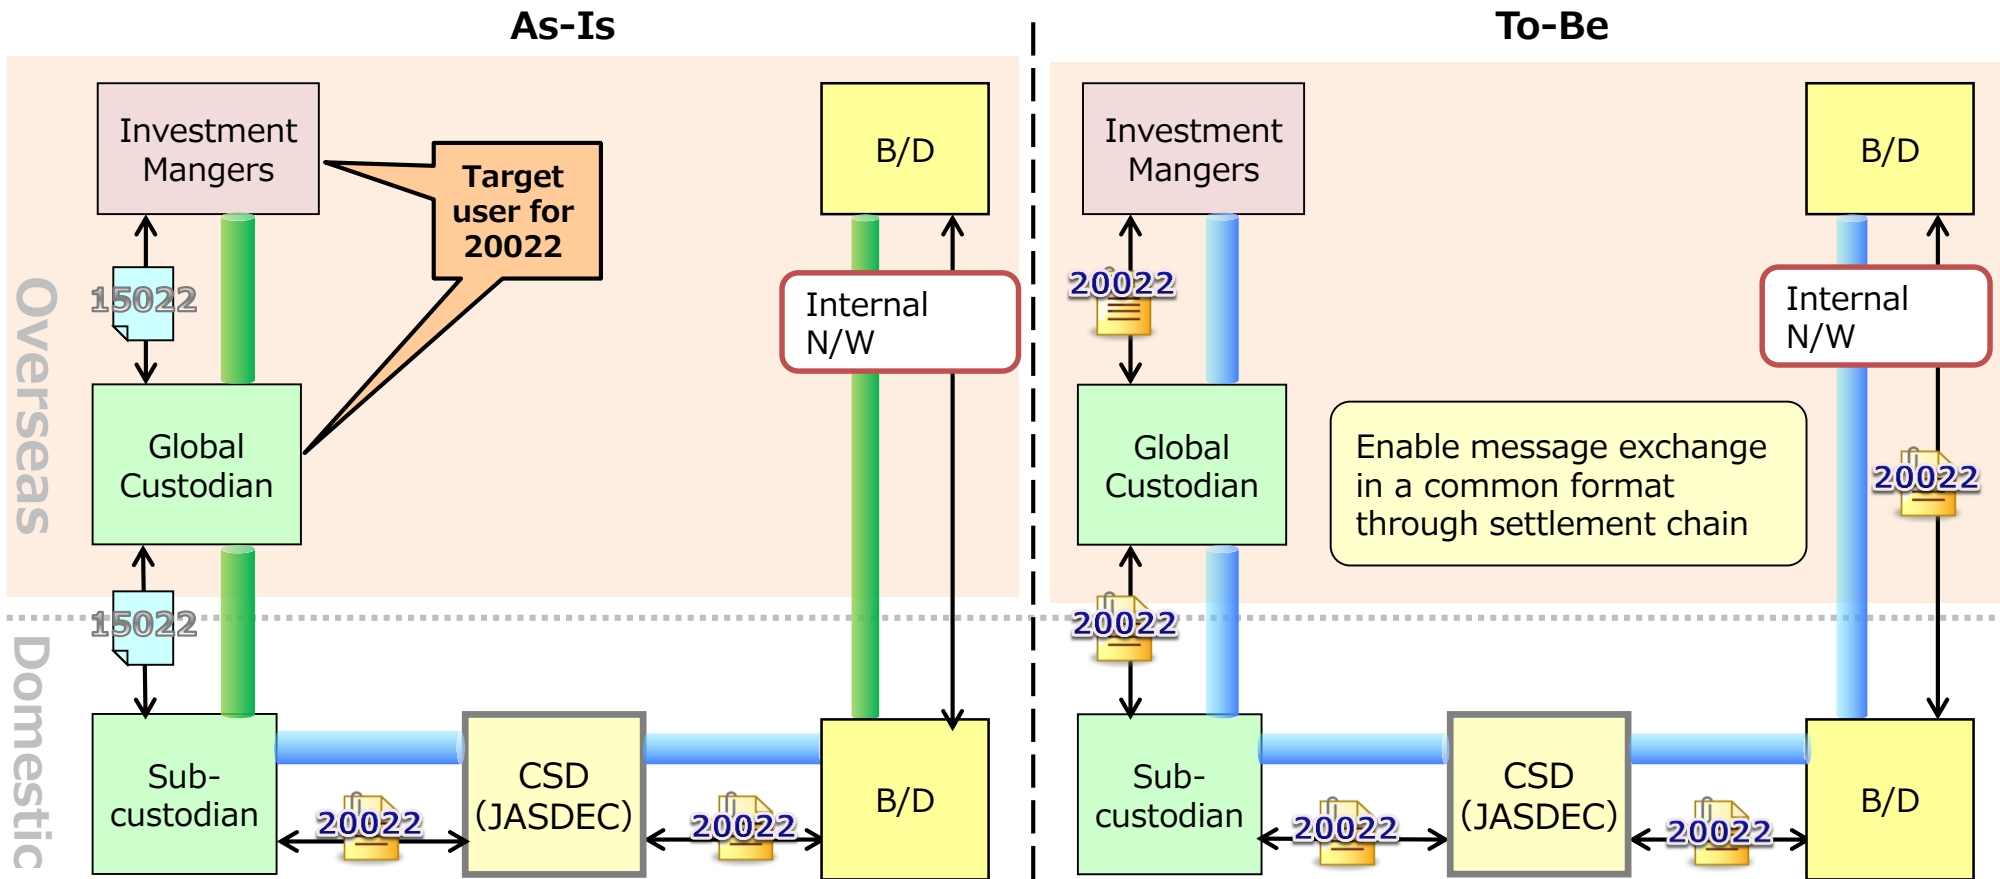 As-Is
To-Be
Overseas
Domestic
Investment
Mangers
Target
user for
20022
B/D
15022
Internal
N/W
Global
Custodian
15022
Sub-
custodian
20022
CSD
(JASDEC)
20022
B/D
Investment
Mangers
B/D
20022
Internal
N/W
Global
Custodian
Enable message exchange
in a common format
through settlement chain
20022
20022
Sub-
custodian
20022
CSD
(JASDEC)
20022
B/D